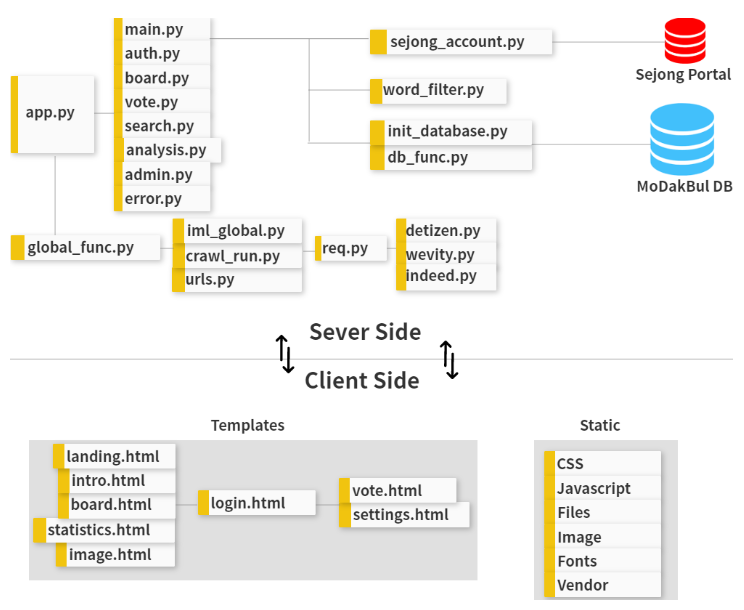 app.py
main.py
auth.py
board.py
vote.py
search.py
analysis.py
admin.py
error.py
sejong_account.py
word_filter.py
init_database.py
db_func.py
Sejong Portal
MoDakBul DB
global_func.py
iml_global.py
crawl_run.py
urls.py
req.py
detizen.py
wevity.py
indeed.py
Sever Side
Client Side
Templates
landing.html
intro.html
board.html
statistics.html
image.html
login.html
vote.html
settings.html
Static
CSS
Javascript
Files
Image
Fonts
Vendor